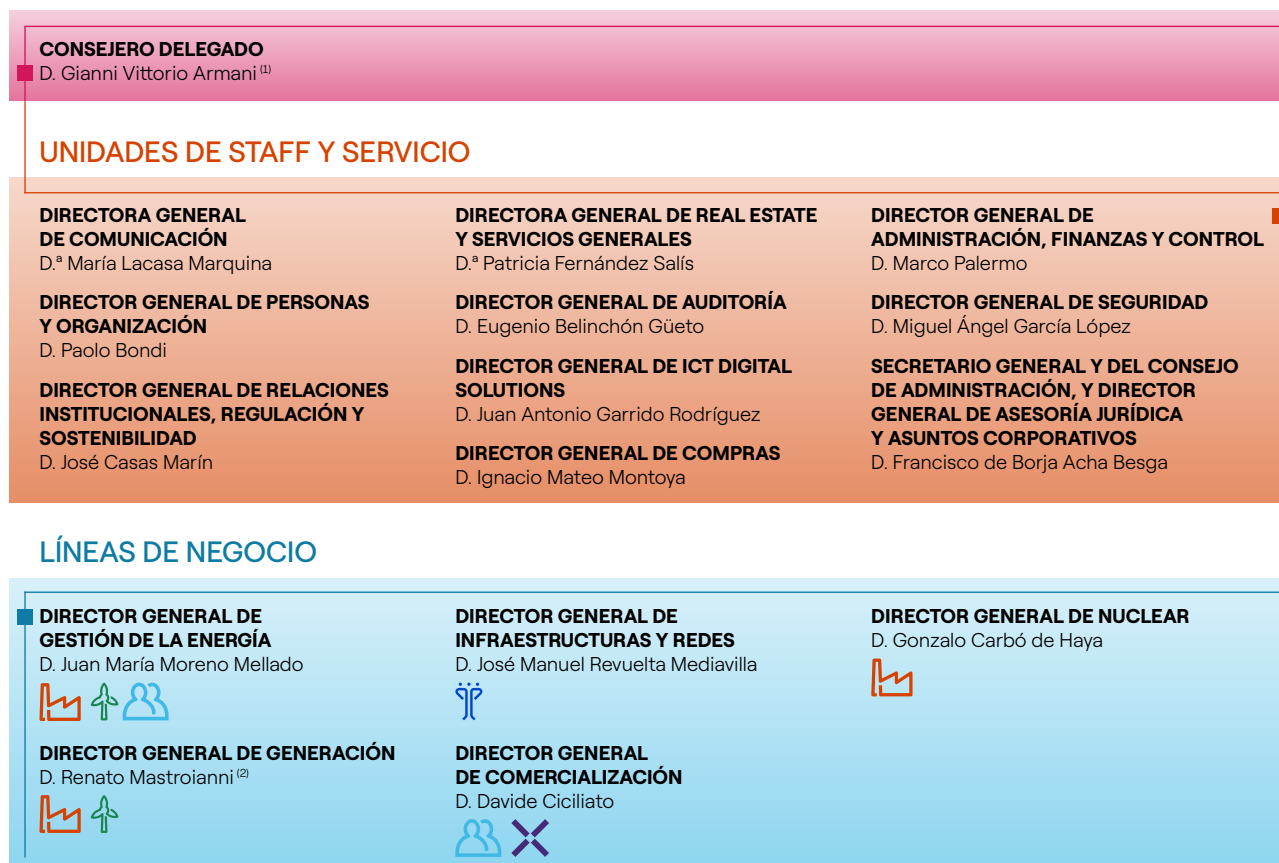 CONSEJERO DELEGADO
D. Gianni Vittorio Armani (1)
UNIDADES DE STAFF Y SERVICIO
DIRECTORA GENERAL
DE COMUNICACIÓN
D.ª María Lacasa Marquina
DIRECTOR GENERAL DE PERSONAS
Y ORGANIZACIÓN
D. Paolo Bondi
DIRECTOR GENERAL DE RELACIONES
INSTITUCIONALES, REGULACIÓN Y
SOSTENIBILIDAD
D. José Casas Marín
DIRECTORA GENERAL DE REAL ESTATE
Y SERVICIOS GENERALES
D.ª Patricia Fernández Salís
DIRECTOR GENERAL DE AUDITORÍA
D. Eugenio Belinchón Güeto
DIRECTOR GENERAL DE ICT DIGITAL
SOLUTIONS
D. Juan Antonio Garrido Rodríguez
DIRECTOR GENERAL DE COMPRAS
D. Ignacio Mateo Montoya
DIRECTOR GENERAL DE
ADMINISTRACIÓN, FINANZAS Y CONTROL
D. Marco Palermo
DIRECTOR GENERAL DE SEGURIDAD
D. Miguel Ángel García López
SECRETARIO GENERAL Y DEL CONSEJO
DE ADMINISTRACIÓN, Y DIRECTOR
GENERAL DE ASESORÍA JURÍDICA
Y ASUNTOS CORPORATIVOS
D. Francisco de Borja Acha Besga
LÍNEAS DE NEGOCIO
DIRECTOR GENERAL DE
GESTIÓN DE LA ENERGÍA
D. Juan María Moreno Mellado
DIRECTOR GENERAL DE GENERACIÓN
D. Renato Mastroianni (2)
DIRECTOR GENERAL DE
INFRAESTRUCTURAS Y REDES
D. José Manuel Revuelta Mediavilla
DIRECTOR GENERAL
DE COMERCIALIZACIÓN
D. Davide Ciciliato
DIRECTOR GENERAL DE NUCLEAR
D. Gonzalo Carbó de Haya